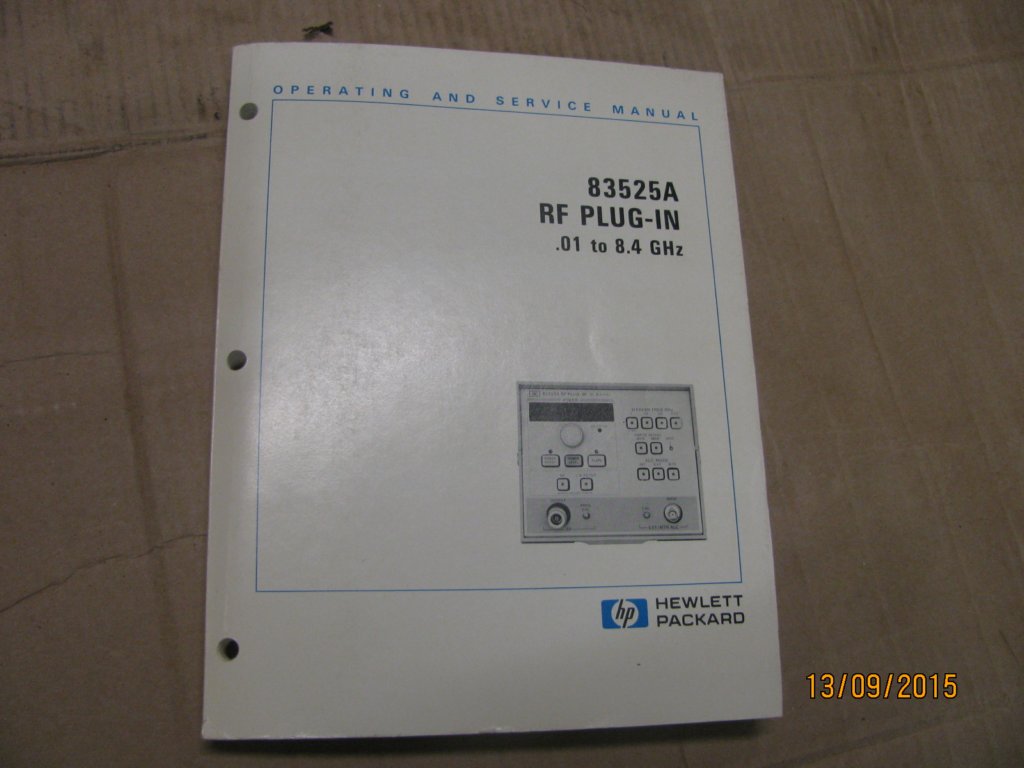 OPERATING AND SERVICE MANUAL
83525A
RF PLUG-IN
.01 to 8.4 GHz
hp HEWLETT
PACKARD
13/09/2015